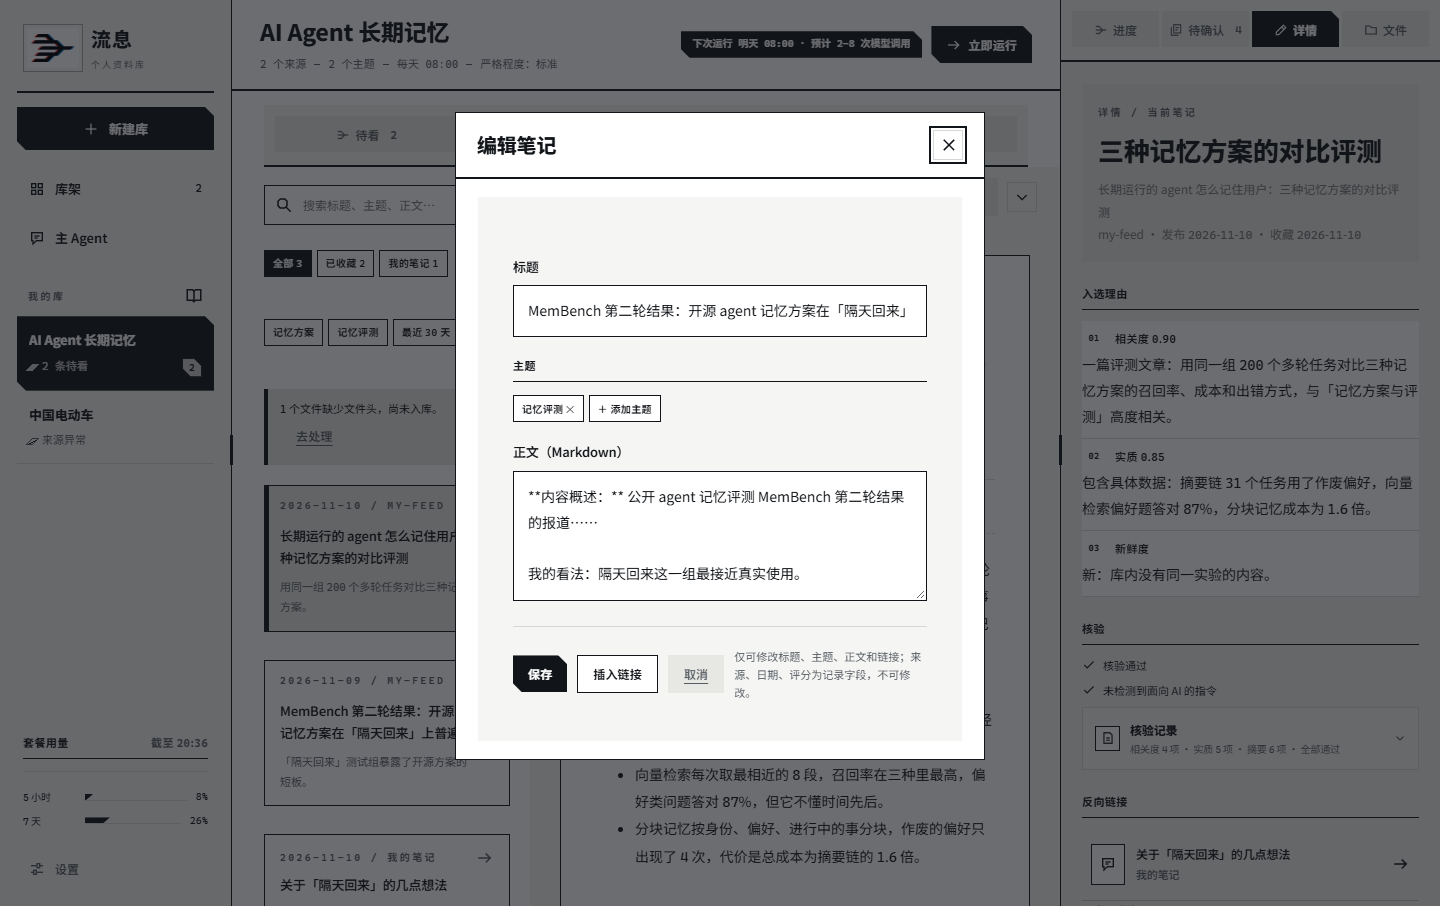 流息
个人资料库
新建库
库架 2
主 Agent
我的库
AI Agent 长期记忆
2 条待看 2
中国电动车
来源异常
套餐用量 截至 20:36
5 小时 8%
7 天 26%
设置
AI Agent 长期记忆
2 个来源 — 2 个主题 — 每天 08:00 — 严格程度：标准
下次运行 明天 08:00 · 预计 2–8 次模型调用
立即运行
待看 2
搜索标题、主题、正文…
全部 3
已收藏 2
我的笔记 1
记忆方案
记忆评测
最近 30 天
1 个文件缺少文件头，尚未入库。
去处理
2026-11-10 / MY-FEED
长期运行的 agent 怎么记住用户
种记忆方案的对比评测
用同一组 200 个多轮任务对比三种记
方案。
2026-11-09 / MY-FEED
MemBench 第二轮结果：开源
记忆方案在「隔天回来」上普遍
「隔天回来」测试组暴露了开源方案的
短板。
2026-11-10 / 我的笔记
关于「隔天回来」的几点想法
编辑笔记
标题
MemBench 第二轮结果：开源 agent 记忆方案在「隔天回来」
主题
记忆评测
添加主题
正文（Markdown）
**内容概述：** 公开 agent 记忆评测 MemBench 第二轮结果
的报道……
我的看法：隔天回来这一组最接近真实使用。
保存
插入链接
取消
仅可修改标题、主题、正文和链接；来
源、日期、评分为记录字段，不可修
改。
向量检索每次取最相近的 8 段，召回率在三种里最高，偏
好类问题答对 87%，但它不懂时间先后。
分块记忆按身份、偏好、进行中的事分块，作废的偏好只
出现了 4 次，代价是总成本为摘要链的 1.6 倍。
进度
待确认 4
详情
文件
详情 / 当前笔记
三种记忆方案的对比评测
长期运行的 agent 怎么记住用户：三种记忆方案的对比评
测
my-feed · 发布 2026-11-10 · 收藏 2026-11-10
入选理由
01 相关度 0.90
一篇评测文章：用同一组 200 个多轮任务对比三种记
忆方案的召回率、成本和出错方式，与「记忆方案与评
测」高度相关。
02 实质 0.85
包含具体数据：摘要链 31 个任务用了作废偏好，向量
检索偏好题答对 87%，分块记忆成本为 1.6 倍。
03 新鲜度
新：库内没有同一实验的内容。
核验
核验通过
未检测到面向 AI 的指令
核验记录
相关度 4 项 · 实质 5 项 · 摘要 6 项 · 全部通过
反向链接
关于「隔天回来」的几点想法
我的笔记